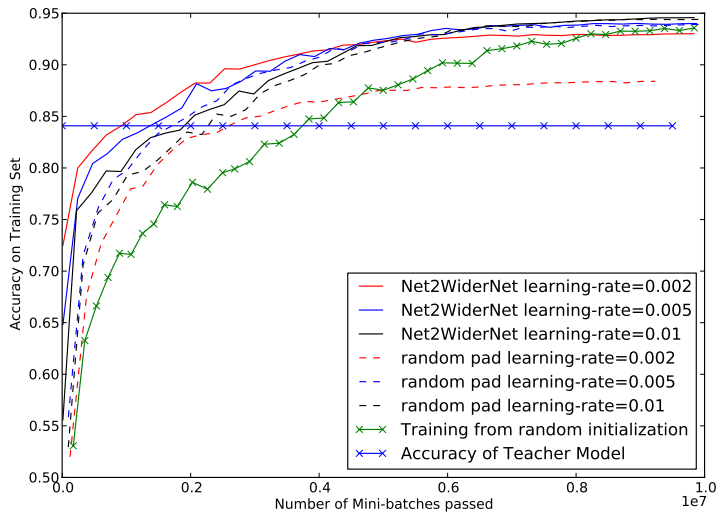 0.95
0.90
0.85
0.80
0.75
0.70
0.65
0.60
0.55
0.50
Accuracy on Training Set
Net2WiderNet learning-rate=0.002
Net2WiderNet learning-rate=0.005
Net2WiderNet learning-rate=0.01
random pad learning-rate=0.002
random pad learning-rate=0.005
random pad learning-rate=0.01
Training from random initialization
Accuracy of Teacher Model
0.0 0.2 0.4 0.6 0.8 1.0
1e7
Number of Mini-batches passed